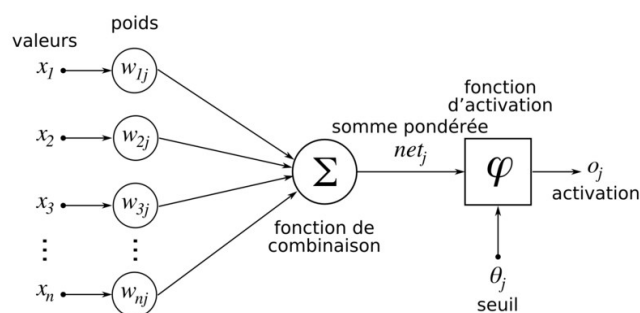 poids
valeurs
x1
w1j
x2
w2j
x3
w3j
⋮
⋮
xn
wnj
Σ
fonction de
combinaison
somme pondérée
netj
fonction
d'activation
φ
oj
activation
θj
seuil